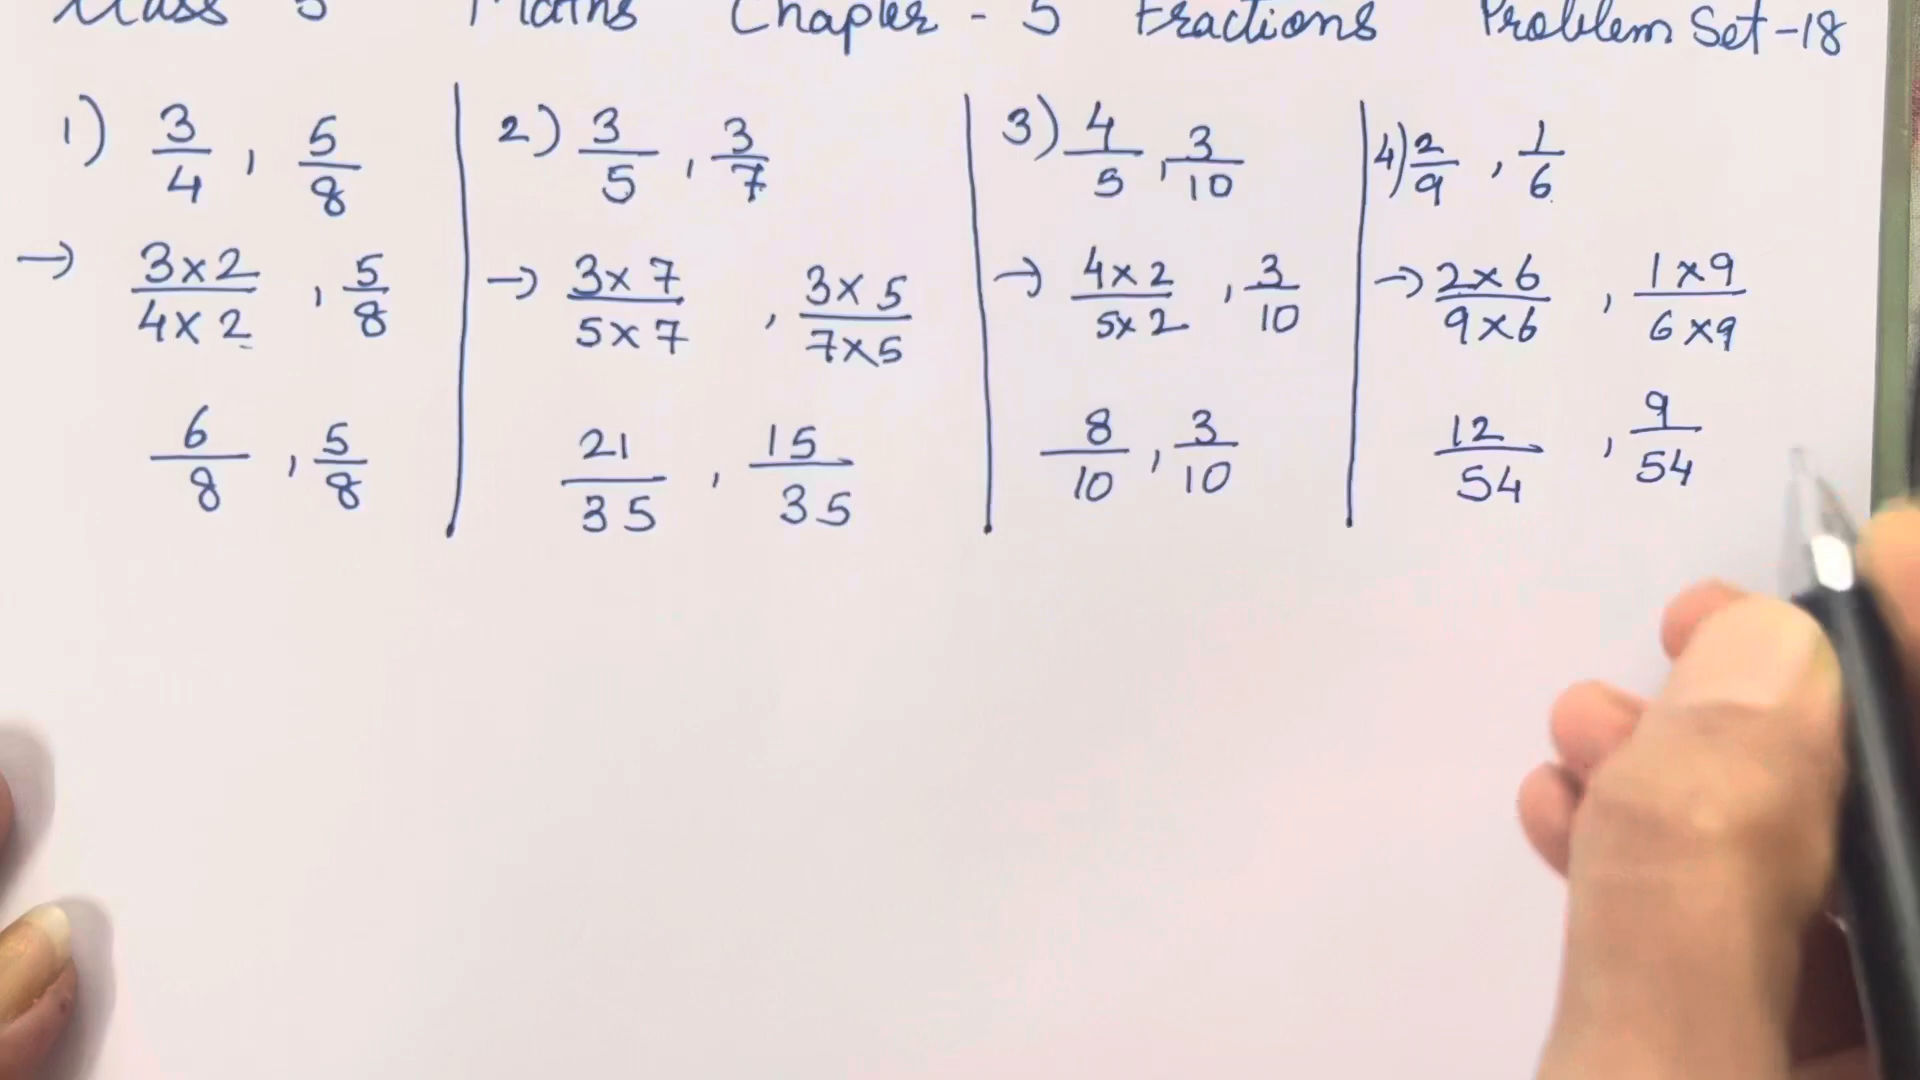 Class 5 Maths Chapter - 5 Fractions Problem Set-18
1) 3/4 , 5/8
→ 3×2/4×2 , 5/8
6/8 , 5/8
2) 3/5 , 3/7
→ 3×7/5×7 , 3×5/7×5
21/35 , 15/35
3) 4/5 , 3/10
→ 4×2/5×2 , 3/10
8/10 , 3/10
4) 2/9 , 1/6
→ 2×6/9×6 , 1×9/6×9
12/54 , 9/54